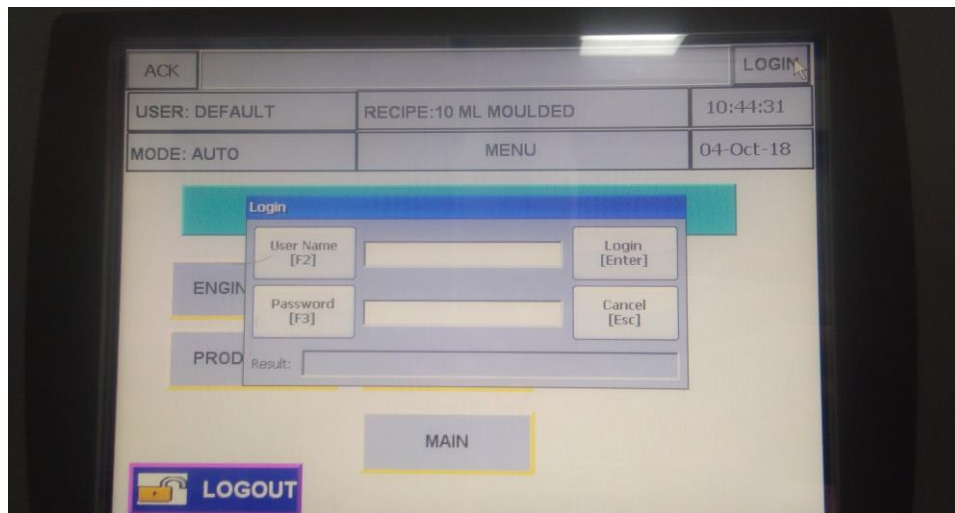 ACK
LOGIN
USER: DEFAULT
RECIPE:10 ML MOULDED
10:44:31
MODE: AUTO
MENU
04-Oct-18
Login
User Name
[F2]
Login
[Enter]
ENGIN
Password
[F3]
Cancel
[Esc]
PROD
Result:
MAIN
LOGOUT